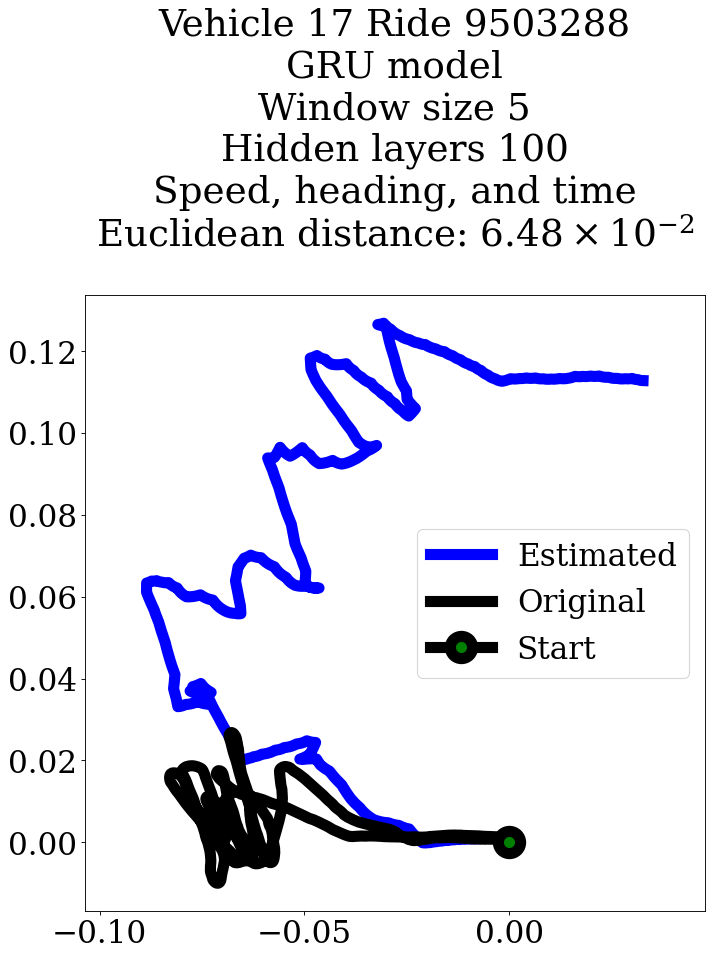 Vehicle 17 Ride 9503288
GRU model
Window size 5
Hidden layers 100
Speed, heading, and time
Euclidean distance: 6.48 × 10⁻²
0.12
0.10
0.08
0.06
0.04
0.02
0.00
Estimated
Original
Start
−0.10 −0.05 0.00